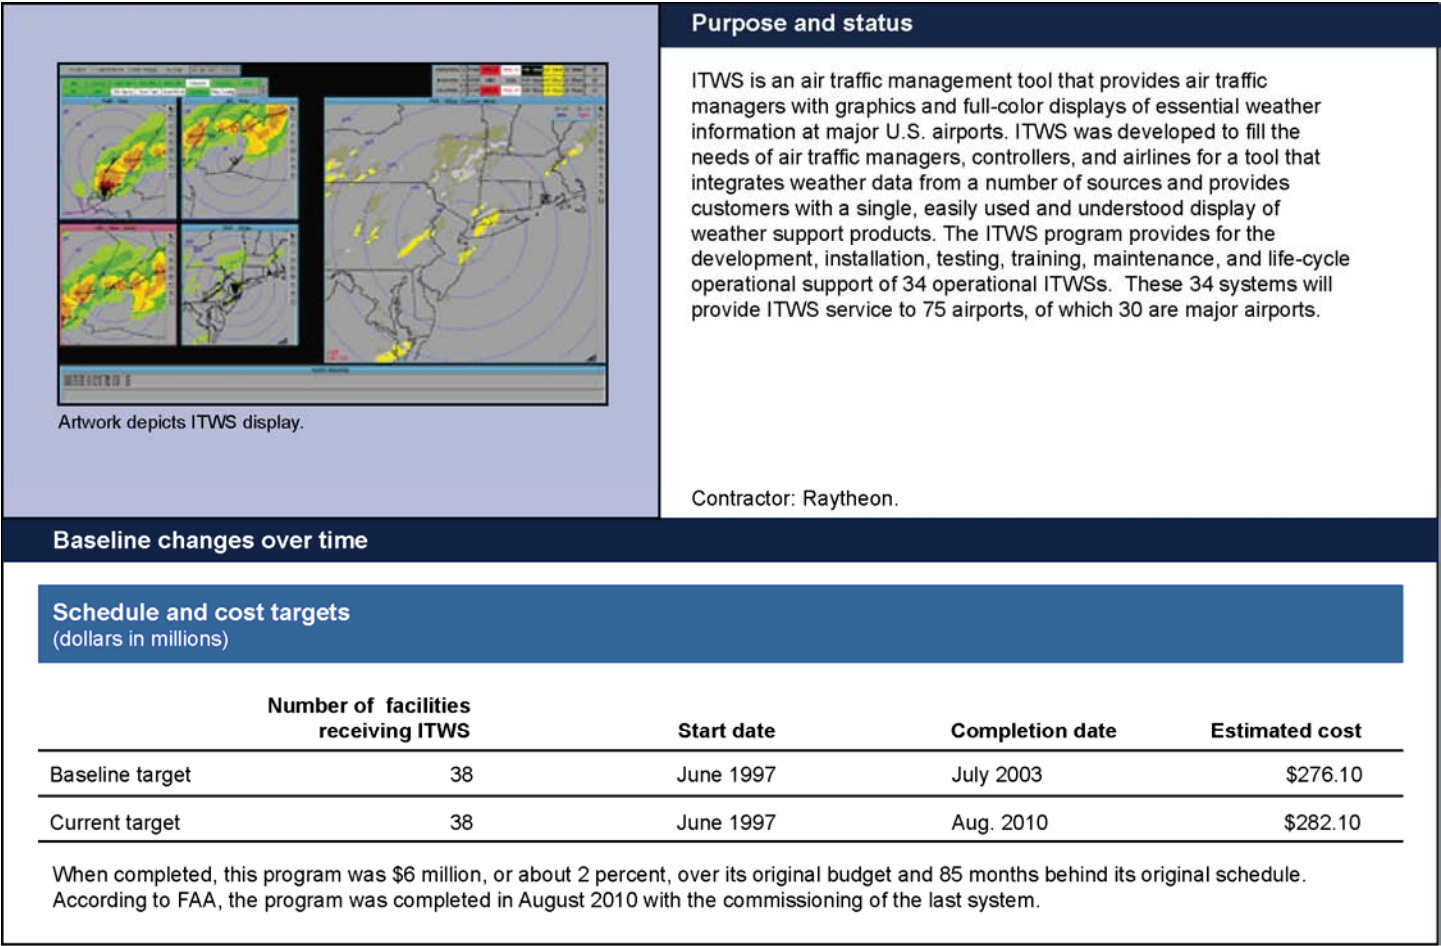 Purpose and status
ITWS is an air traffic management tool that provides air traffic
managers with graphics and full-color displays of essential weather
information at major U.S. airports. ITWS was developed to fill the
needs of air traffic managers, controllers, and airlines for a tool that
integrates weather data from a number of sources and provides
customers with a single, easily used and understood display of
weather support products. The ITWS program provides for the
development, installation, testing, training, maintenance, and life-cycle
operational support of 34 operational ITWSs.  These 34 systems will
provide ITWS service to 75 airports, of which 30 are major airports.
Artwork depicts ITWS display.
Contractor: Raytheon.
Baseline changes over time
Schedule and cost targets
(dollars in millions)
Number of  facilities
receiving ITWS Start date Completion date Estimated cost
Baseline target 38 June 1997 July 2003 $276.10
Current target 38 June 1997 Aug. 2010 $282.10
When completed, this program was $6 million, or about 2 percent, over its original budget and 85 months behind its original schedule.
According to FAA, the program was completed in August 2010 with the commissioning of the last system.